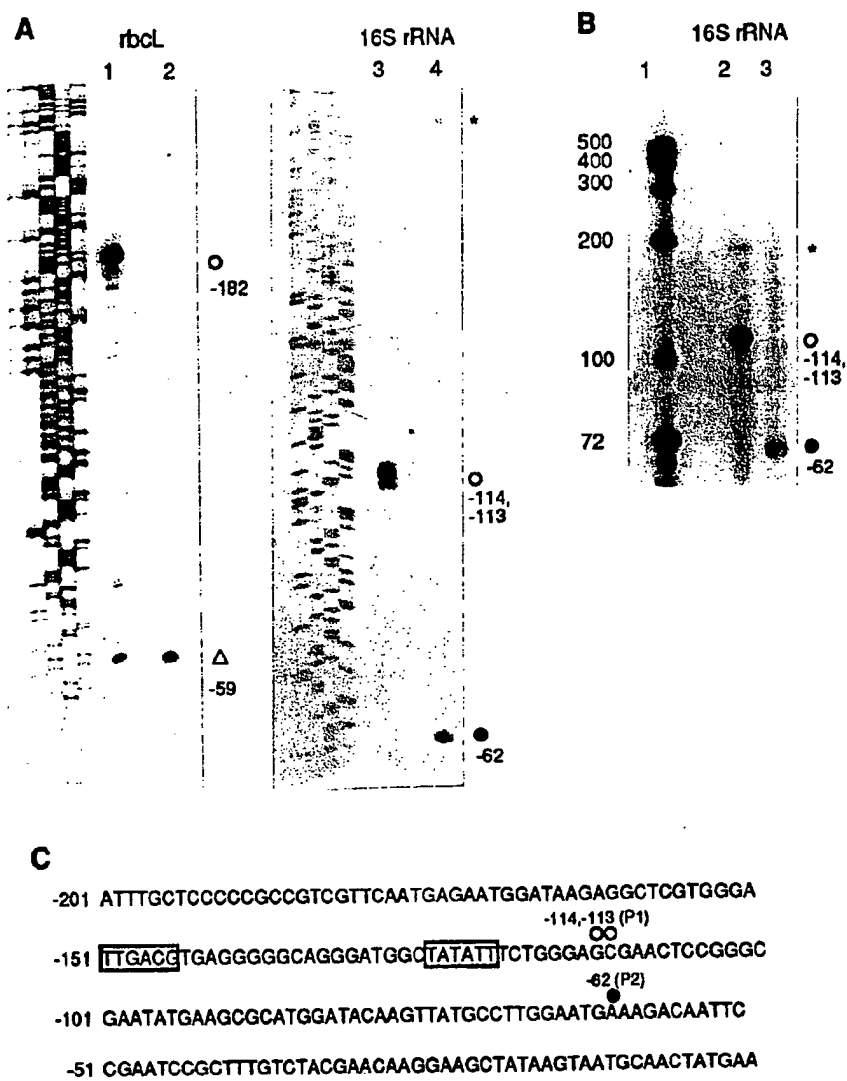 A
rbcL
16S rRNA
1 2
3 4
*
-182
-114,
-113
-59
-62
B
16S rRNA
1 2 3
500
400
300
200
*
100
-114,
-113
72
-62
C
-201 ATTTGCTCCCCCGCCGTCGTTCAATGAGAATGGATAAGAGGCTCGTGGGA
-114,-113 (P1)
-151 TTGACGTGAGGGGGCAGGGATGGCTATATTTCTGGGAGCGAACTCCGGGC
-62 (P2)
-101 GAATATGAAGCGCATGGATACAAGTTATGCCTTGGAATGAAAGACAATTC
-51 CGAATCCGCTTTGTCTACGAACAAGGAAGCTATAAGTAATGCAACTATGAA